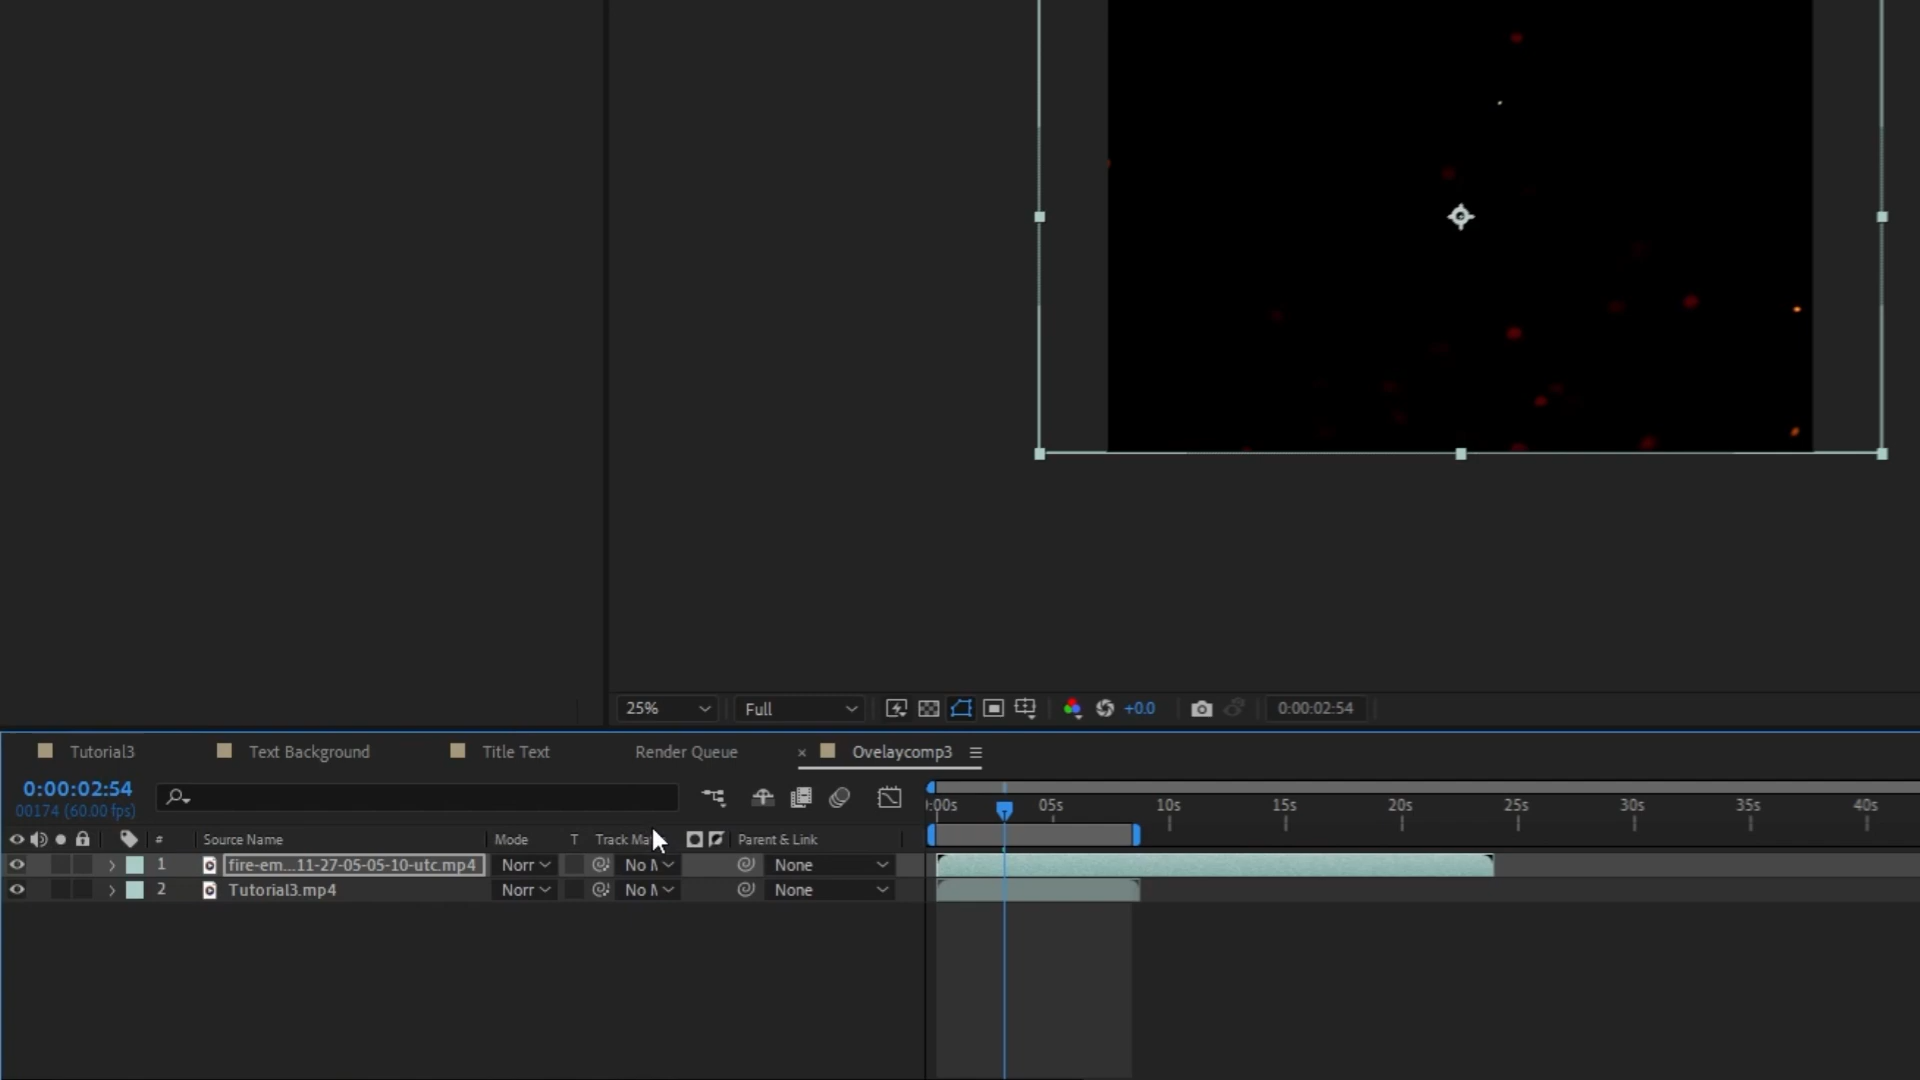 25% Full +0.0 0:00:02:54
Tutorial3 Text Background Title Text Render Queue × Ovelaycomp3
0:00:02:54
00174 (60.00 fps)
:00s 05s 10s 15s 20s 25s 30s 35s 40s
# Source Name Mode T Track Ma Parent & Link
1 fire-em...11-27-05-05-10-utc.mp4 Norr No M None
2 Tutorial3.mp4 Norr No M None